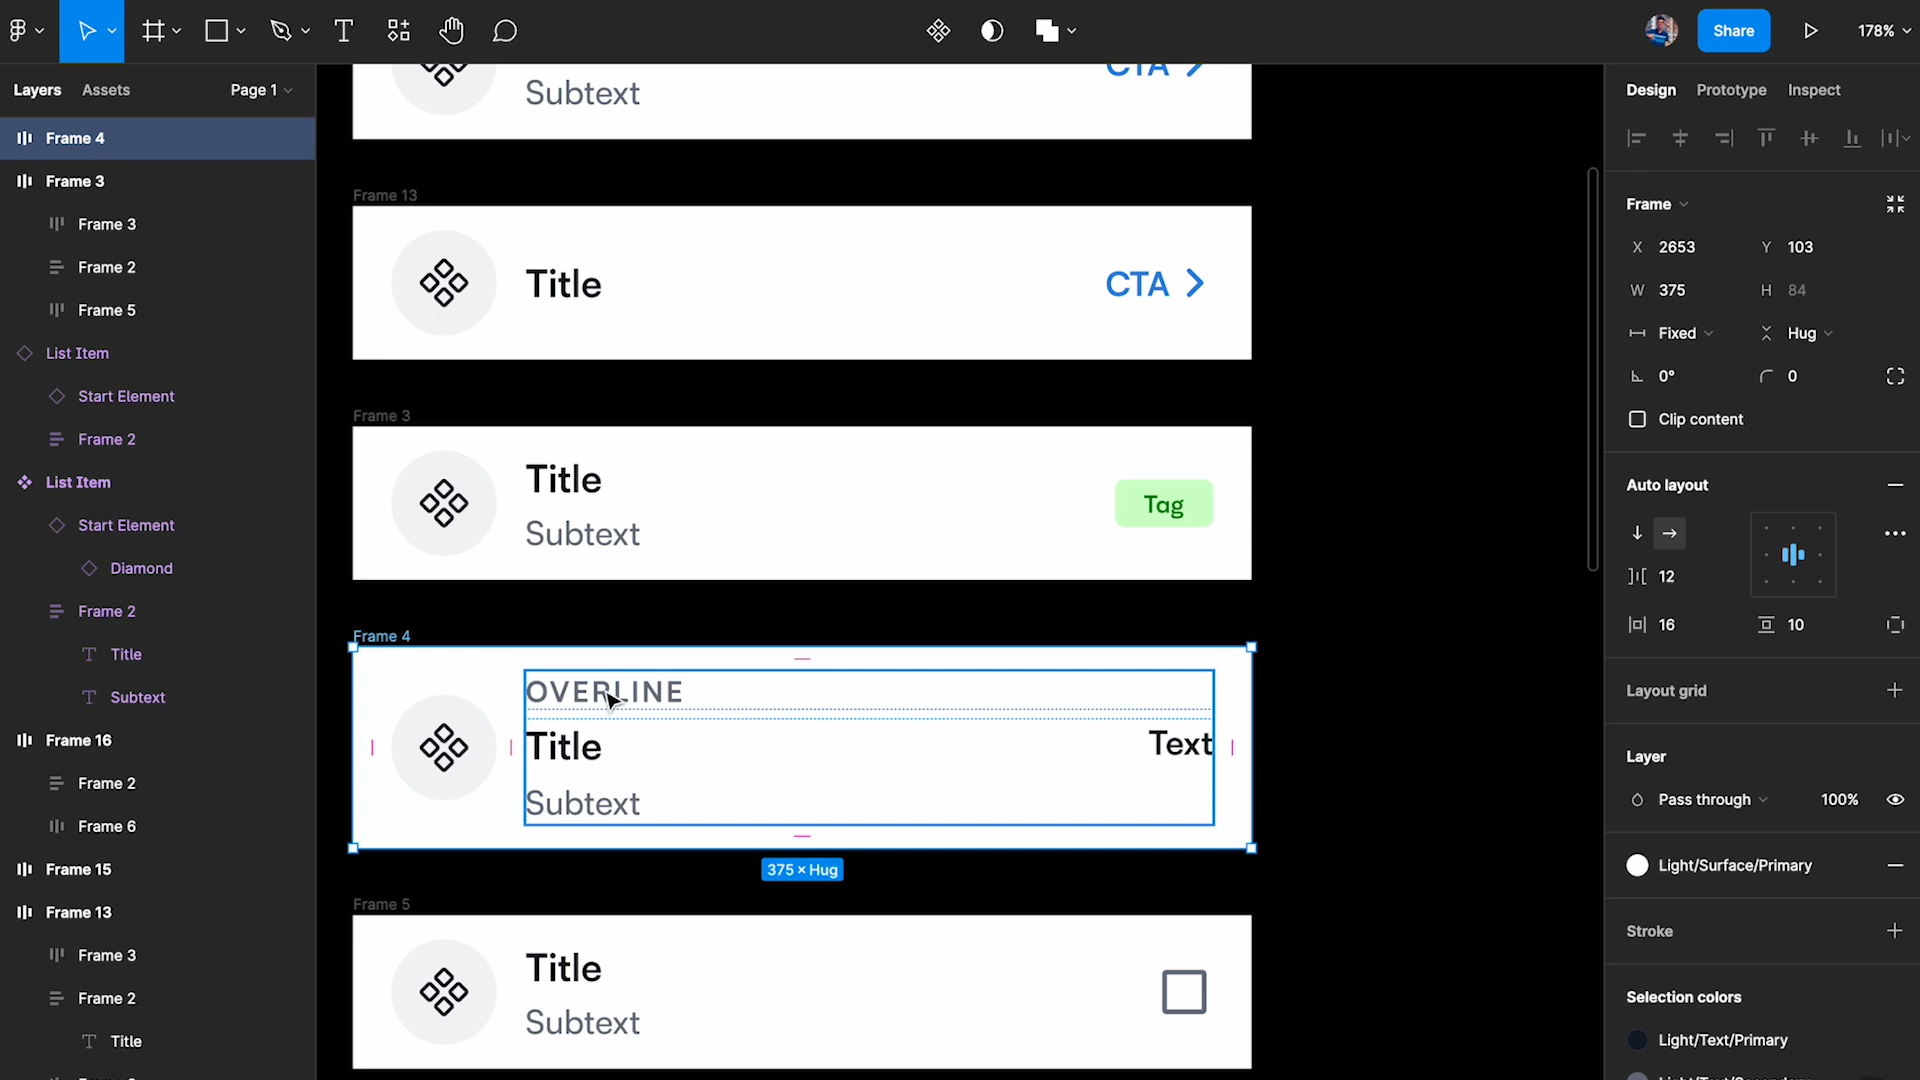 Share
178%
Layers
Assets
Page 1
Frame 4
Frame 3
Frame 3
Frame 2
Frame 5
List Item
Start Element
Frame 2
List Item
Start Element
Diamond
Frame 2
Title
Subtext
Frame 16
Frame 2
Frame 6
Frame 15
Frame 13
Frame 3
Frame 2
Title
CTA
Subtext
Frame 13
Title
CTA
Frame 3
Title
Subtext
Tag
Frame 4
OVERLINE
Title
Text
Subtext
375 × Hug
Frame 5
Title
Subtext
Design
Prototype
Inspect
Frame
X 2653
Y 103
W 375
H 84
Fixed
Hug
0°
0
Clip content
Auto layout
12
16
10
Layout grid
Layer
Pass through
100%
Light/Surface/Primary
Stroke
Selection colors
Light/Text/Primary